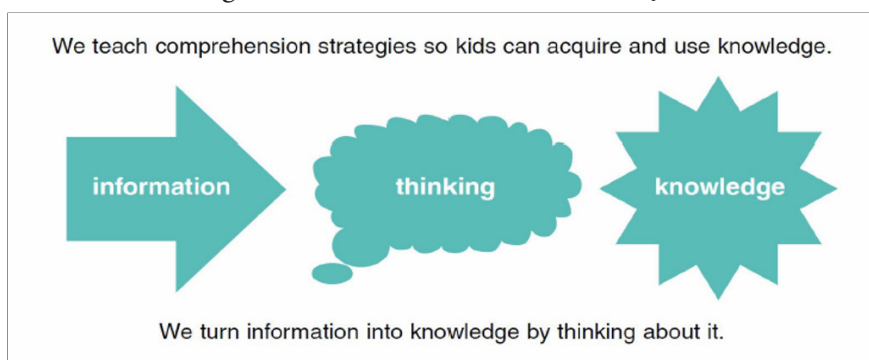 We teach comprehension strategies so kids can acquire and use knowledge.
information
thinking
knowledge
We turn information into knowledge by thinking about it.